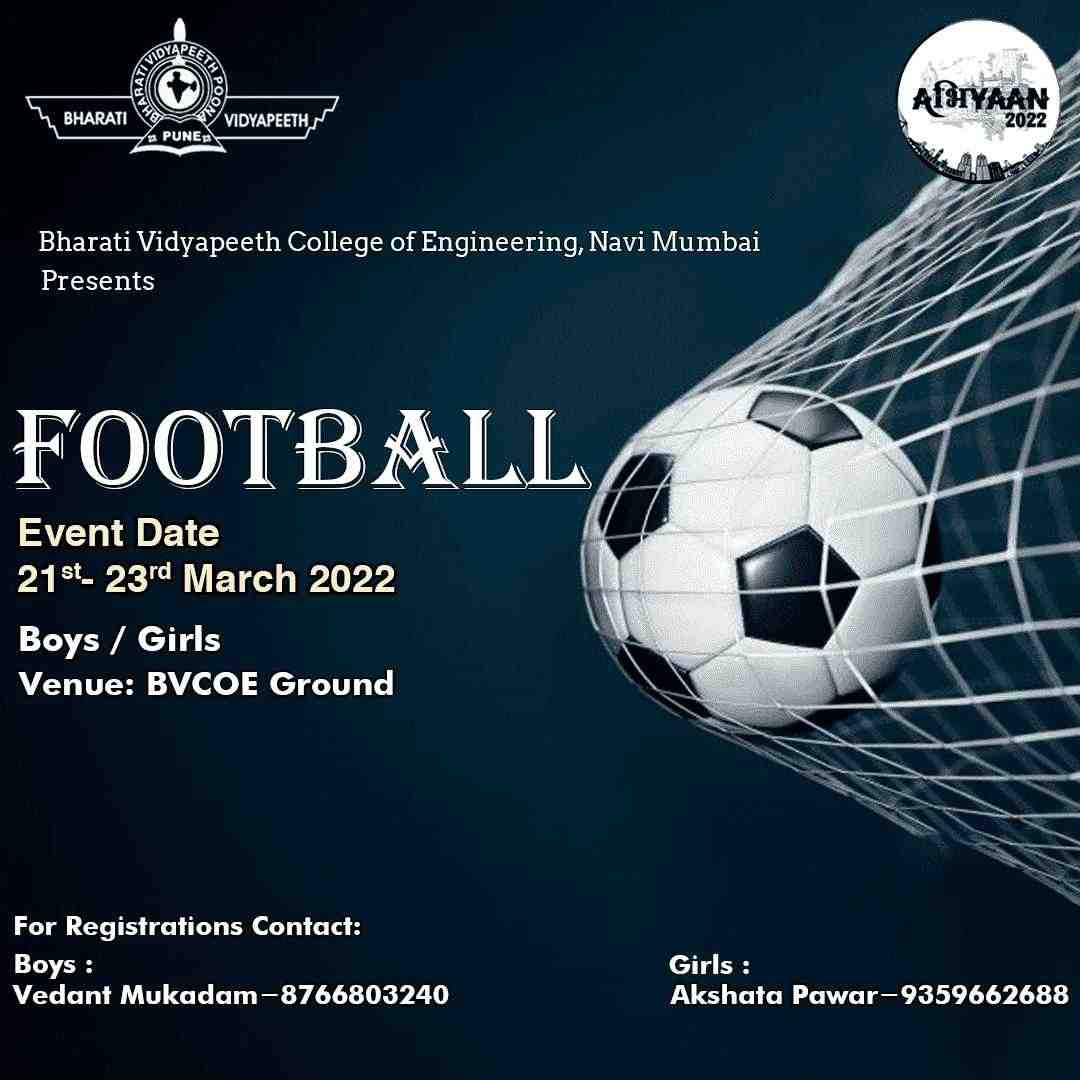 BHARATI VIDYAPEETH POONA
BHARATI
VIDYAPEETH
PUNE
अभिYAAN
2022
Bharati Vidyapeeth College of Engineering, Navi Mumbai
Presents
FOOTBALL
Event Date
21st- 23rd March 2022
Boys / Girls
Venue: BVCOE Ground
For Registrations Contact:
Boys :
Vedant Mukadam–8766803240
Girls :
Akshata Pawar–9359662688